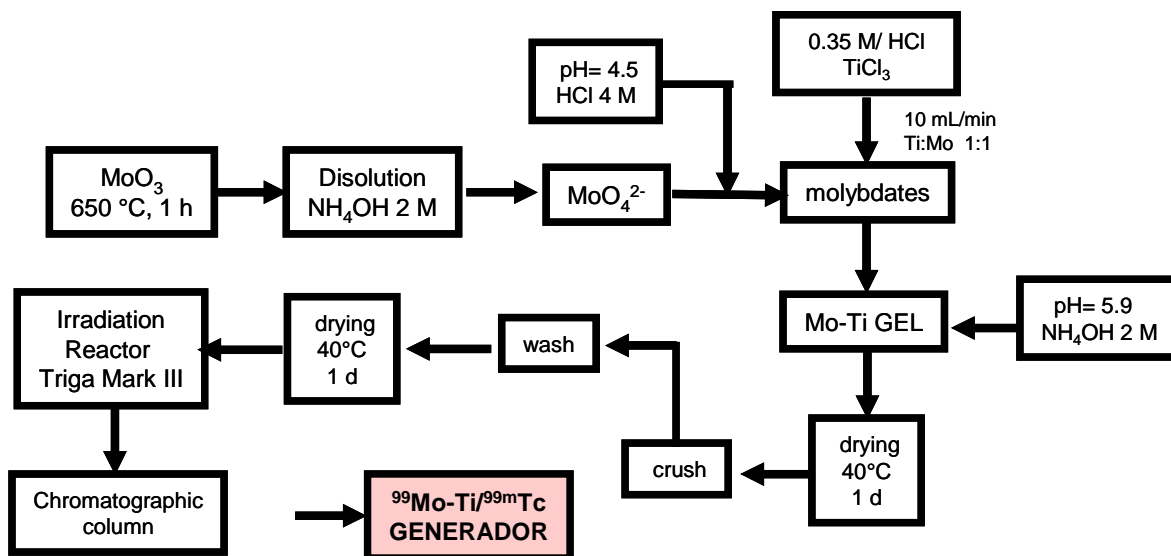 MoO₃
650 °C, 1 h
Disolution
NH₄OH 2 M
MoO₄²⁻
pH= 4.5
HCl 4 M
0.35 M/ HCl
TiCl₃
10 mL/min
Ti:Mo 1:1
molybdates
Mo-Ti GEL
pH= 5.9
NH₄OH 2 M
drying
40°C
1 d
crush
wash
drying
40°C
1 d
Irradiation
Reactor
Triga Mark III
Chromatographic
column
⁹⁹Mo-Ti/⁹⁹ᵐTc
GENERADOR